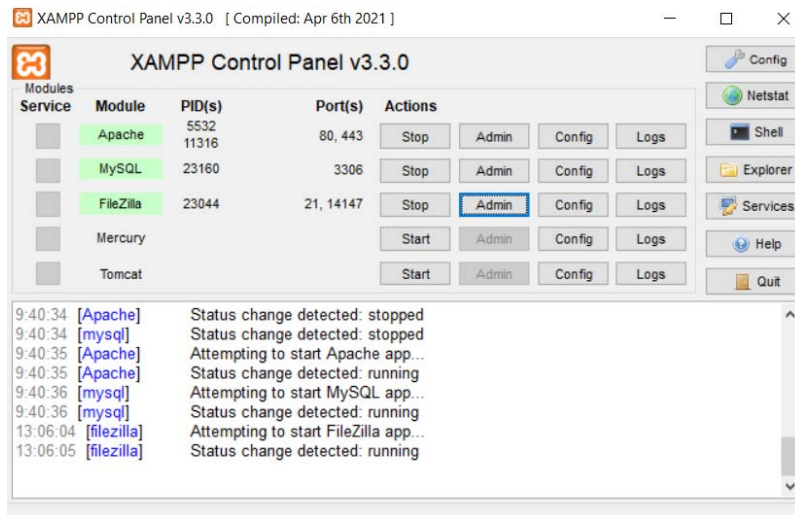 XAMPP Control Panel v3.3.0 [ Compiled: Apr 6th 2021 ]
XAMPP Control Panel v3.3.0
Config
Modules
Service Module PID(s) Port(s) Actions
Netstat
Apache 5532 11316 80, 443 Stop Admin Config Logs
Shell
MySQL 23160 3306 Stop Admin Config Logs
Explorer
FileZilla 23044 21, 14147 Stop Admin Config Logs
Services
Mercury Start Admin Config Logs
Help
Tomcat Start Admin Config Logs
Quit
9:40:34 [Apache] Status change detected: stopped
9:40:34 [mysql] Status change detected: stopped
9:40:35 [Apache] Attempting to start Apache app...
9:40:35 [Apache] Status change detected: running
9:40:36 [mysql] Attempting to start MySQL app...
9:40:36 [mysql] Status change detected: running
13:06:04 [filezilla] Attempting to start FileZilla app...
13:06:05 [filezilla] Status change detected: running